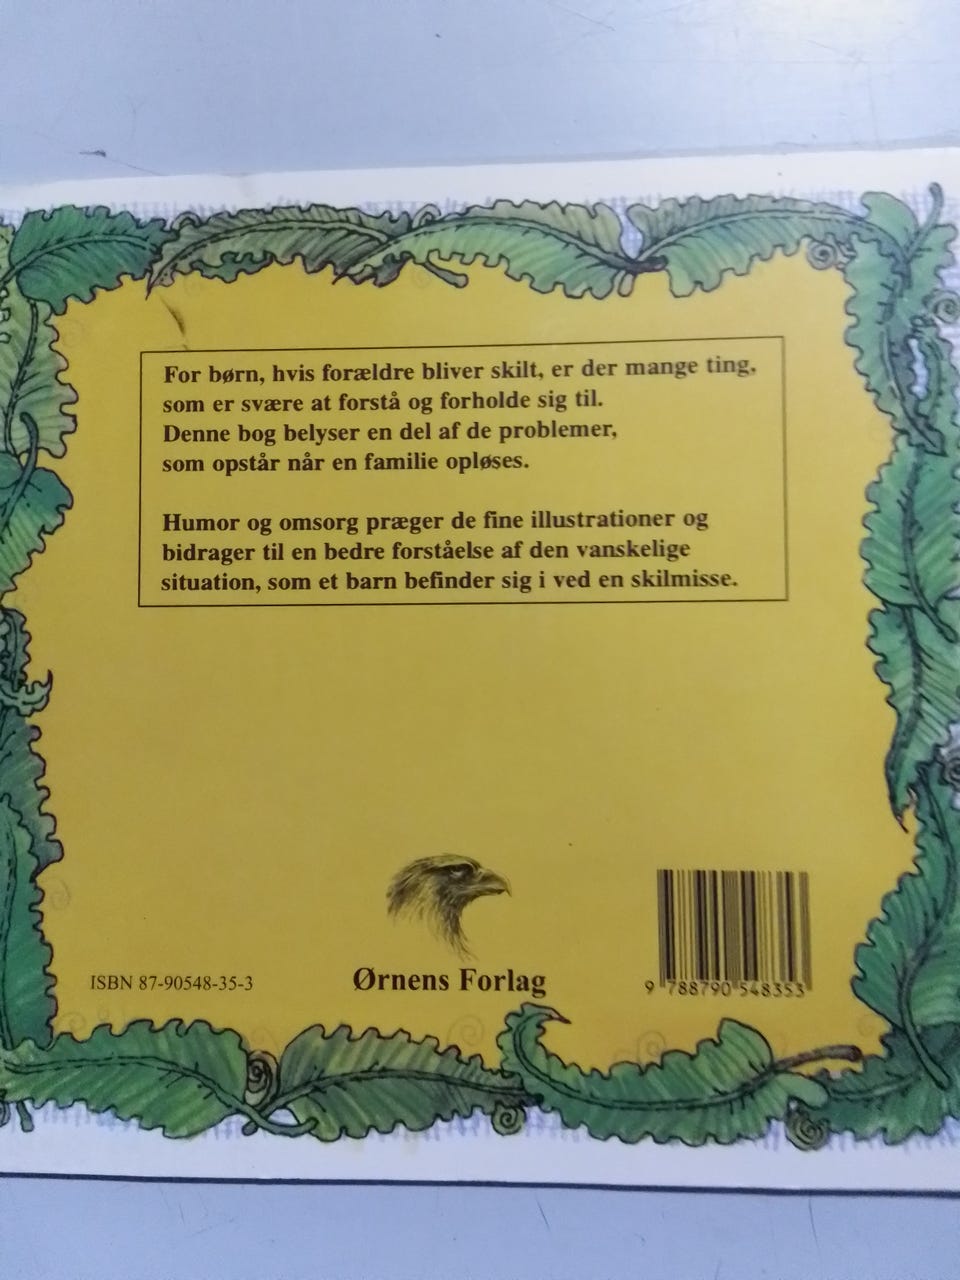 For børn, hvis forældre bliver skilt, er der mange ting,
som er svære at forstå og forholde sig til.
Denne bog belyser en del af de problemer,
som opstår når en familie opløses.
Humor og omsorg præger de fine illustrationer og
bidrager til en bedre forståelse af den vanskelige
situation, som et barn befinder sig i ved en skilmisse.
ISBN 87-90548-35-3
Ørnens Forlag
9 788790 548353